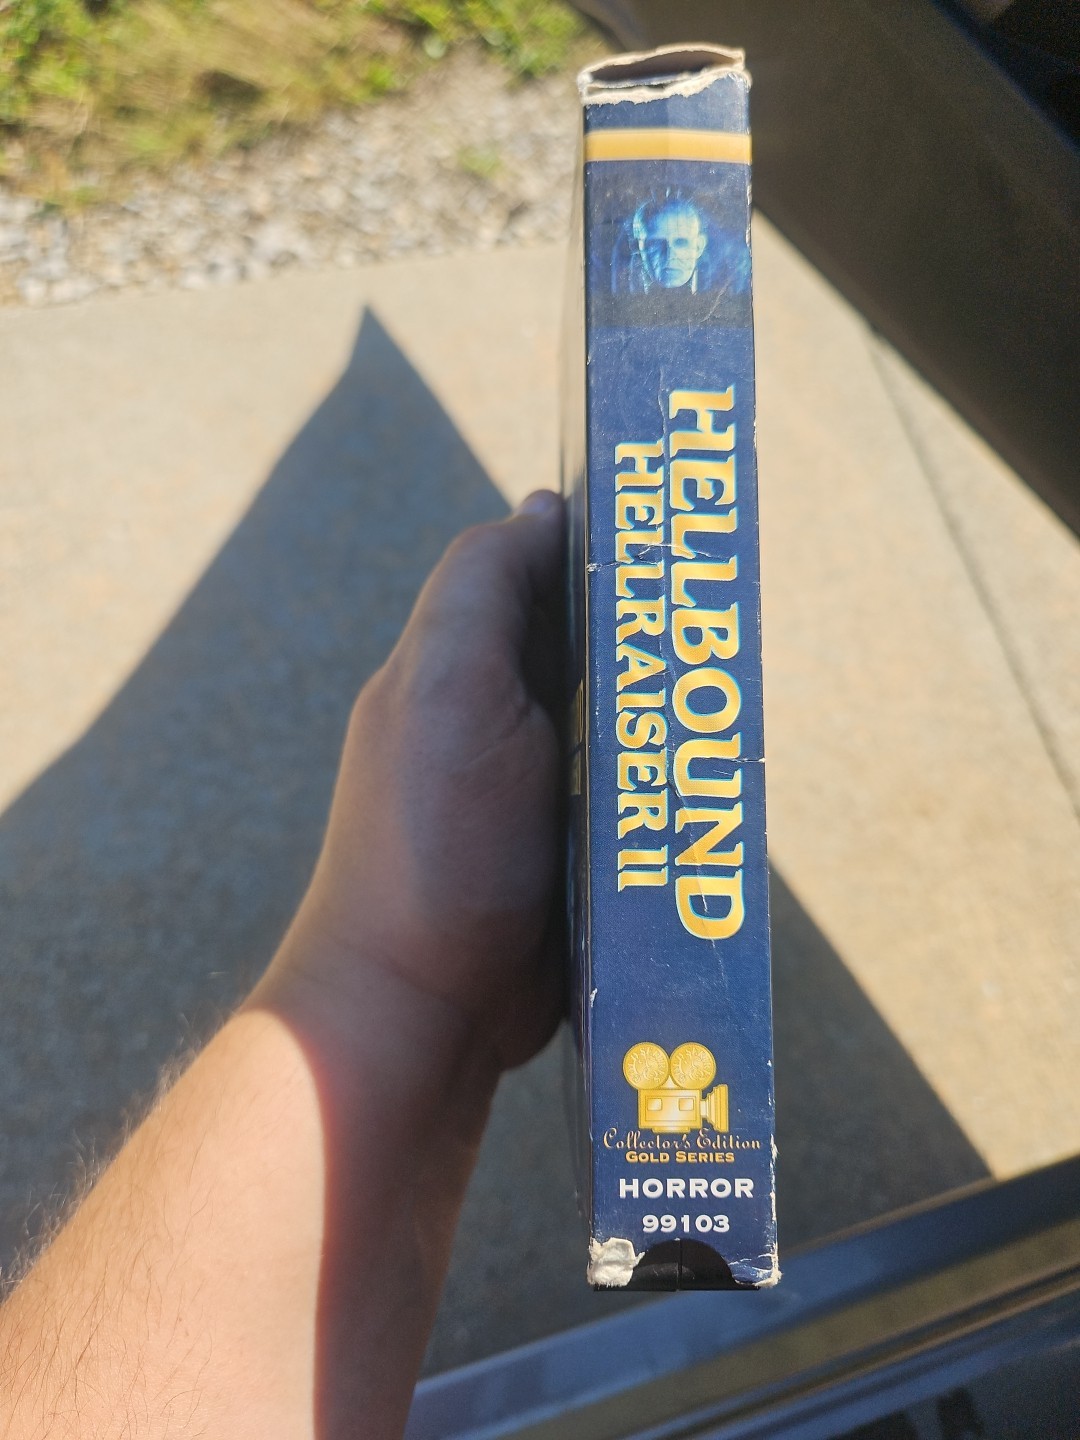 HELLBOUND
HELLRAISER II
Collector's Edition
GOLD SERIES
HORROR
99103